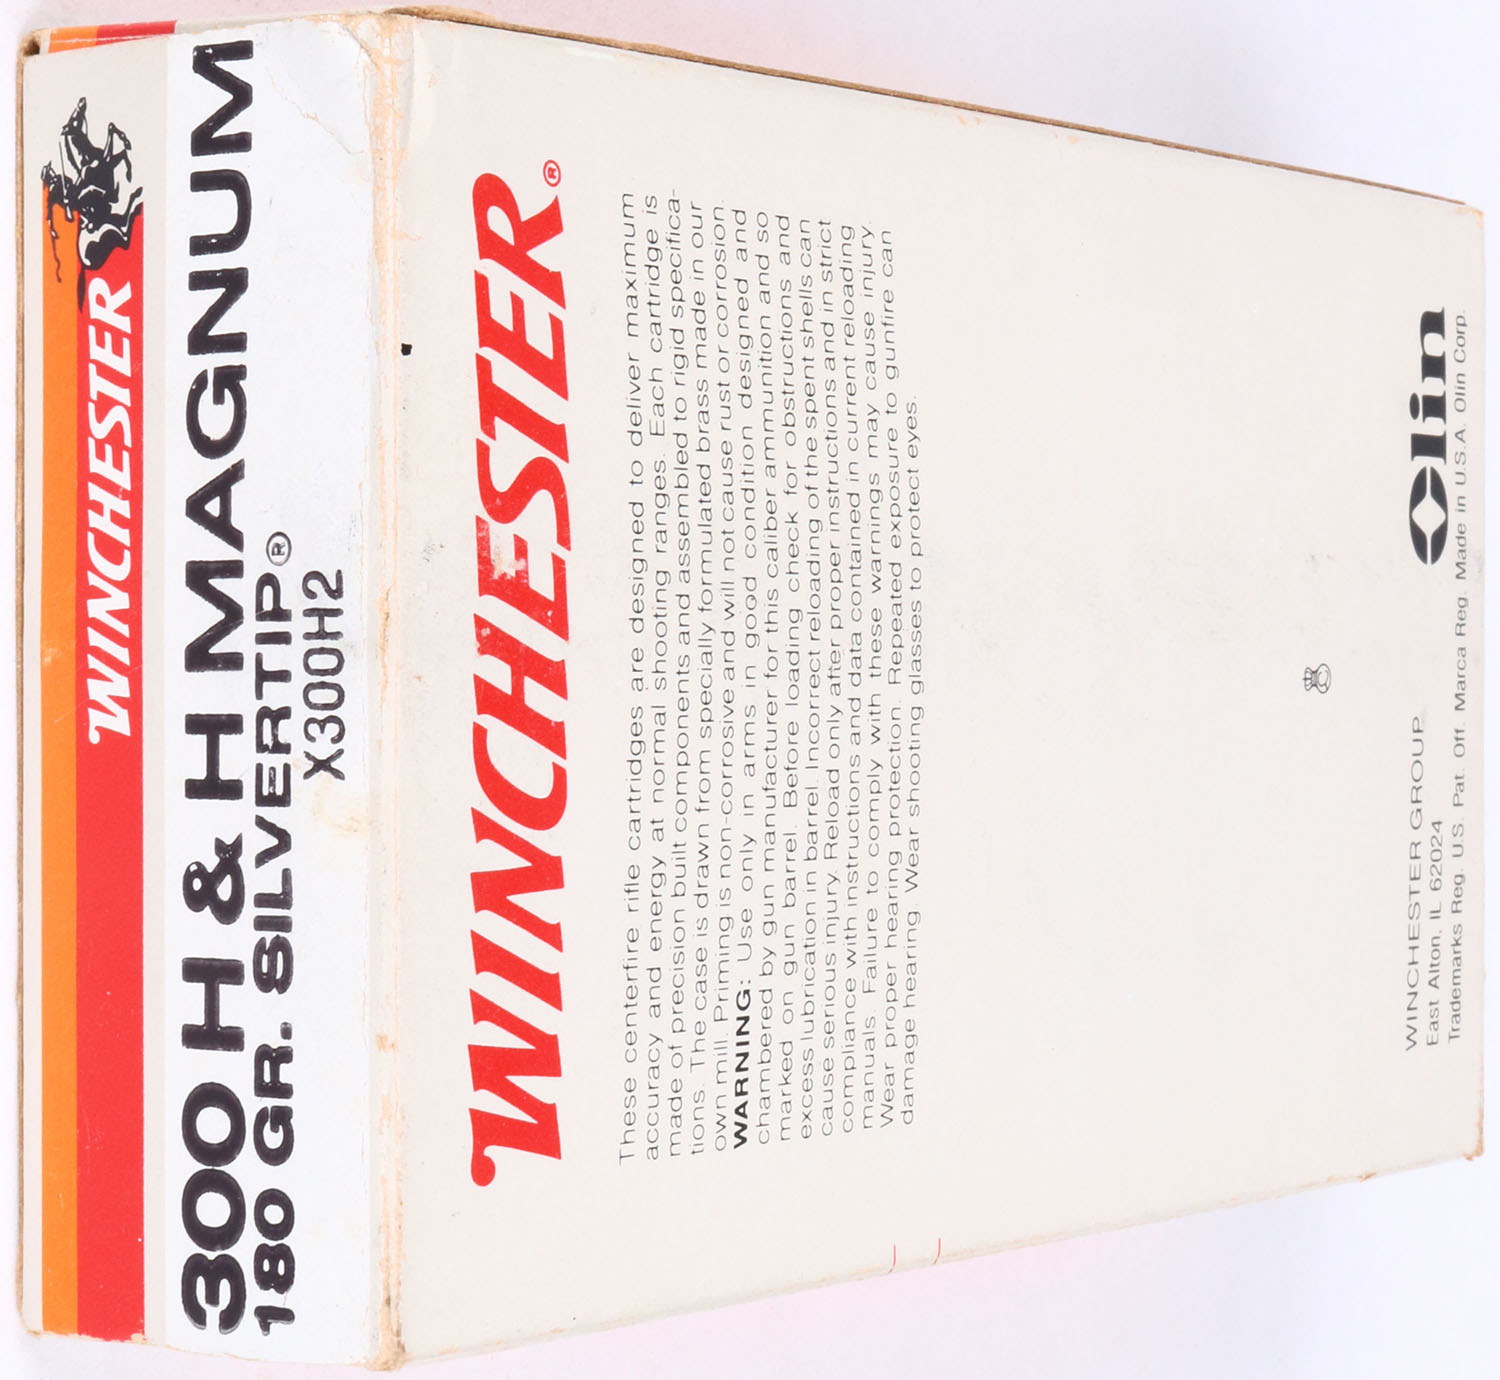 WINCHESTER
300 H & H MAGNUM
180 GR. SILVERTIP®
X300H2
WINCHESTER®
These centerfire rifle cartridges are designed to deliver maximum
accuracy and energy at normal shooting ranges. Each cartridge is
made of precision built components and assembled to rigid specifica-
tions. The case is drawn from specially formulated brass made in our
own mill. Priming is non-corrosive and will not cause rust or corrosion.
WARNING: Use only in arms in good condition designed and
chambered by gun manufacturer for this caliber ammunition and so
marked on gun barrel. Before loading check for obstructions and
excess lubrication in barrel. Incorrect reloading of the spent shells can
cause serious injury. Reload only after proper instructions and in strict
compliance with instructions and data contained in current reloading
manuals. Failure to comply with these warnings may cause injury.
Wear proper hearing protection. Repeated exposure to gunfire can
damage hearing. Wear shooting glasses to protect eyes.
WINCHESTER GROUP
East Alton, IL 62024
Olin
Trademarks Reg. U.S. Pat. Off. Marca Reg. Made in U.S.A. Olin Corp.